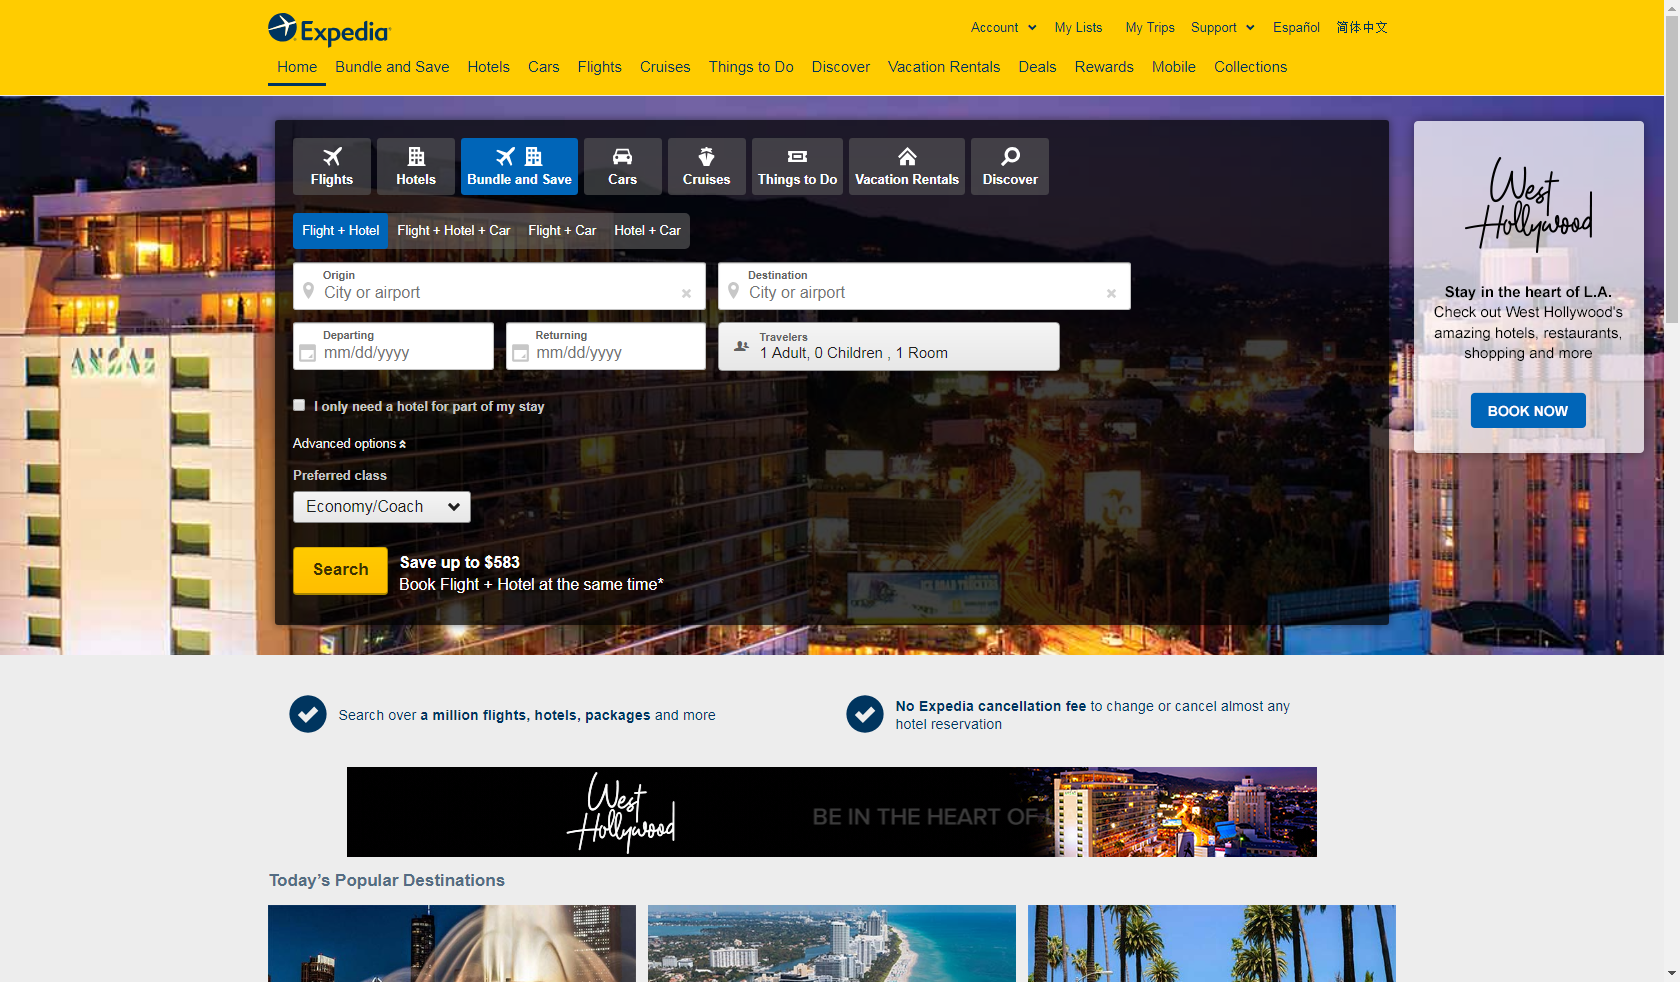 Expedia
Account
My Lists
My Trips
Support
Español
简体中文
Home
Bundle and Save
Hotels
Cars
Flights
Cruises
Things to Do
Discover
Vacation Rentals
Deals
Rewards
Mobile
Collections
Flights
Hotels
Bundle and Save
Cars
Cruises
Things to Do
Vacation Rentals
Discover
Flight + Hotel
Flight + Hotel + Car
Flight + Car
Hotel + Car
Origin
City or airport
Destination
City or airport
Departing
mm/dd/yyyy
Returning
mm/dd/yyyy
Travelers
1 Adult, 0 Children , 1 Room
I only need a hotel for part of my stay
Advanced options
Preferred class
Economy/Coach
Search
Save up to $583
Book Flight + Hotel at the same time*
West
Hollywood
Stay in the heart of L.A.
Check out West Hollywood's
amazing hotels, restaurants,
shopping and more
BOOK NOW
Search over a million flights, hotels, packages and more
No Expedia cancellation fee to change or cancel almost any
hotel reservation
West
Hollywood
BE IN THE HEART OF
Today's Popular Destinations